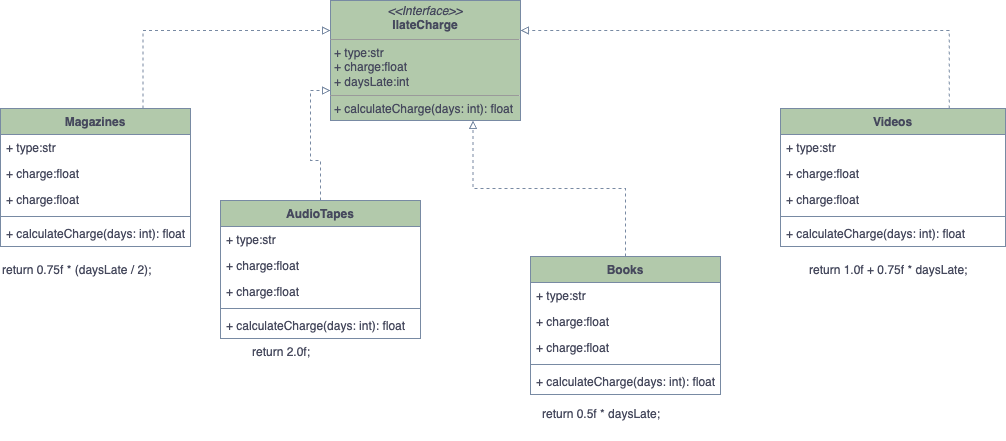 <<Interface>>
IlateCharge
+ type:str
+ charge:float
+ daysLate:int
+ calculateCharge(days: int): float
Magazines
+ type:str
+ charge:float
+ charge:float
+ calculateCharge(days: int): float
return 0.75f * (daysLate / 2);
AudioTapes
+ type:str
+ charge:float
+ charge:float
+ calculateCharge(days: int): float
return 2.0f;
Books
+ type:str
+ charge:float
+ charge:float
+ calculateCharge(days: int): float
return 0.5f * daysLate;
Videos
+ type:str
+ charge:float
+ charge:float
+ calculateCharge(days: int): float
return 1.0f + 0.75f * daysLate;